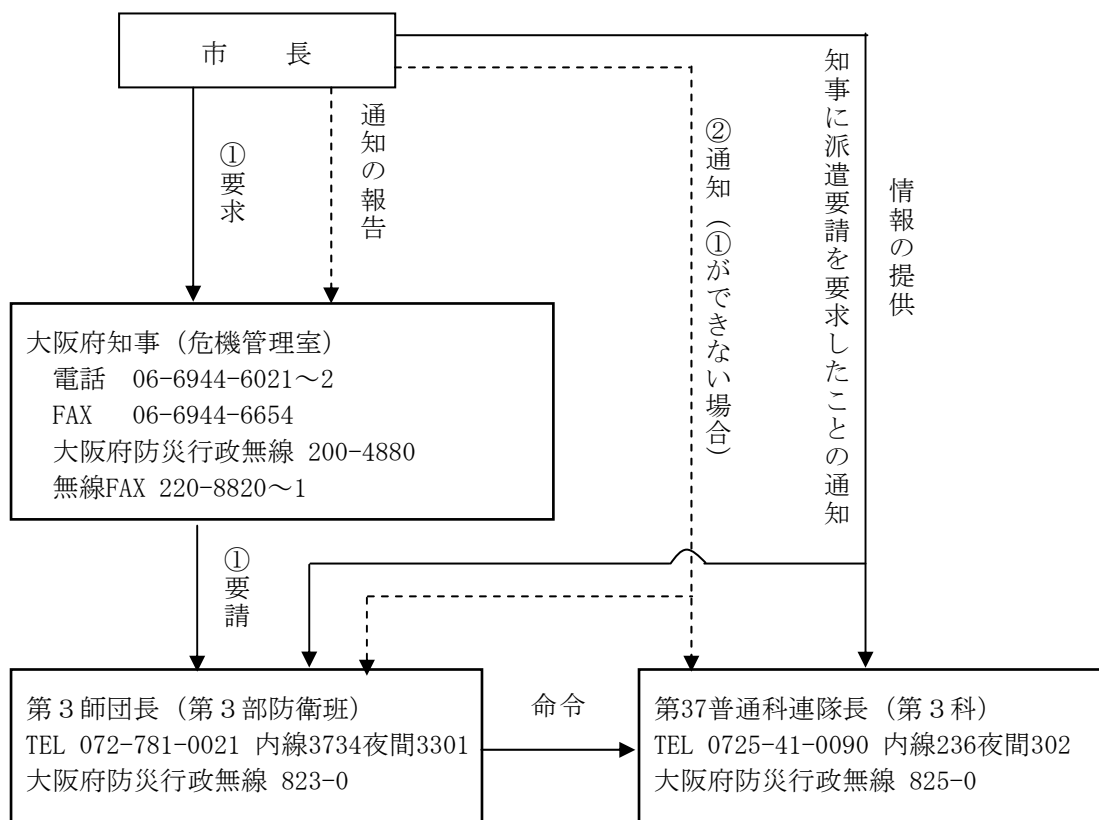 市　　長
①要求
通知の報告
②通知（①ができない場合）
知事に派遣要請を要求したことの通知
情報の提供
大阪府知事（危機管理室）
電話　06-6944-6021～2
FAX　06-6944-6654
大阪府防災行政無線 200-4880
無線FAX 220-8820～1
①要請
第３師団長（第３部防衛班）
TEL 072-781-0021 内線3734夜間3301
大阪府防災行政無線 823-0
命令
第37普通科連隊長（第３科）
TEL 0725-41-0090 内線236夜間302
大阪府防災行政無線 825-0